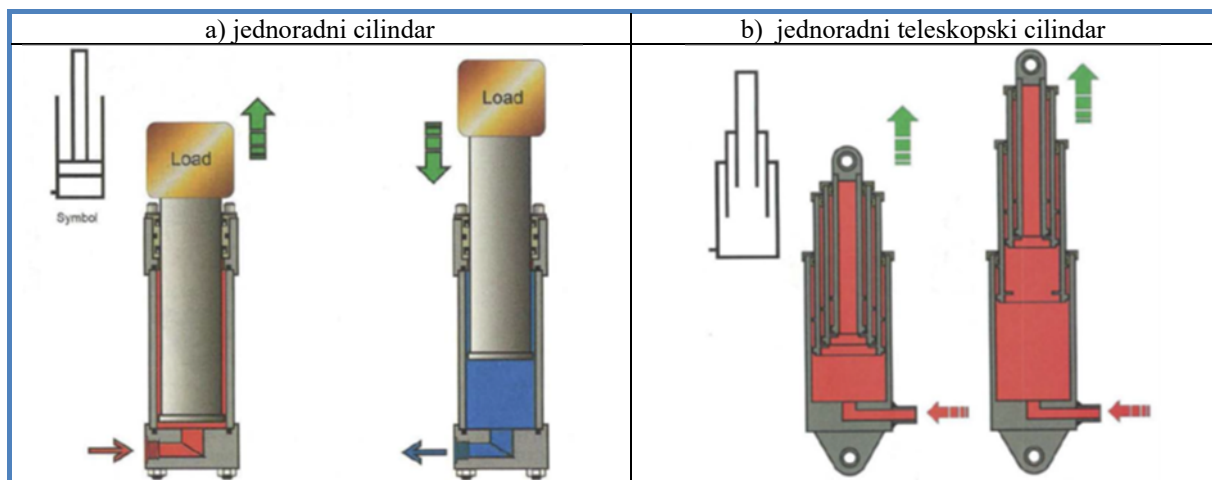 a) jednoradni cilindar
b) jednoradni teleskopski cilindar
Load
Symbol
Load